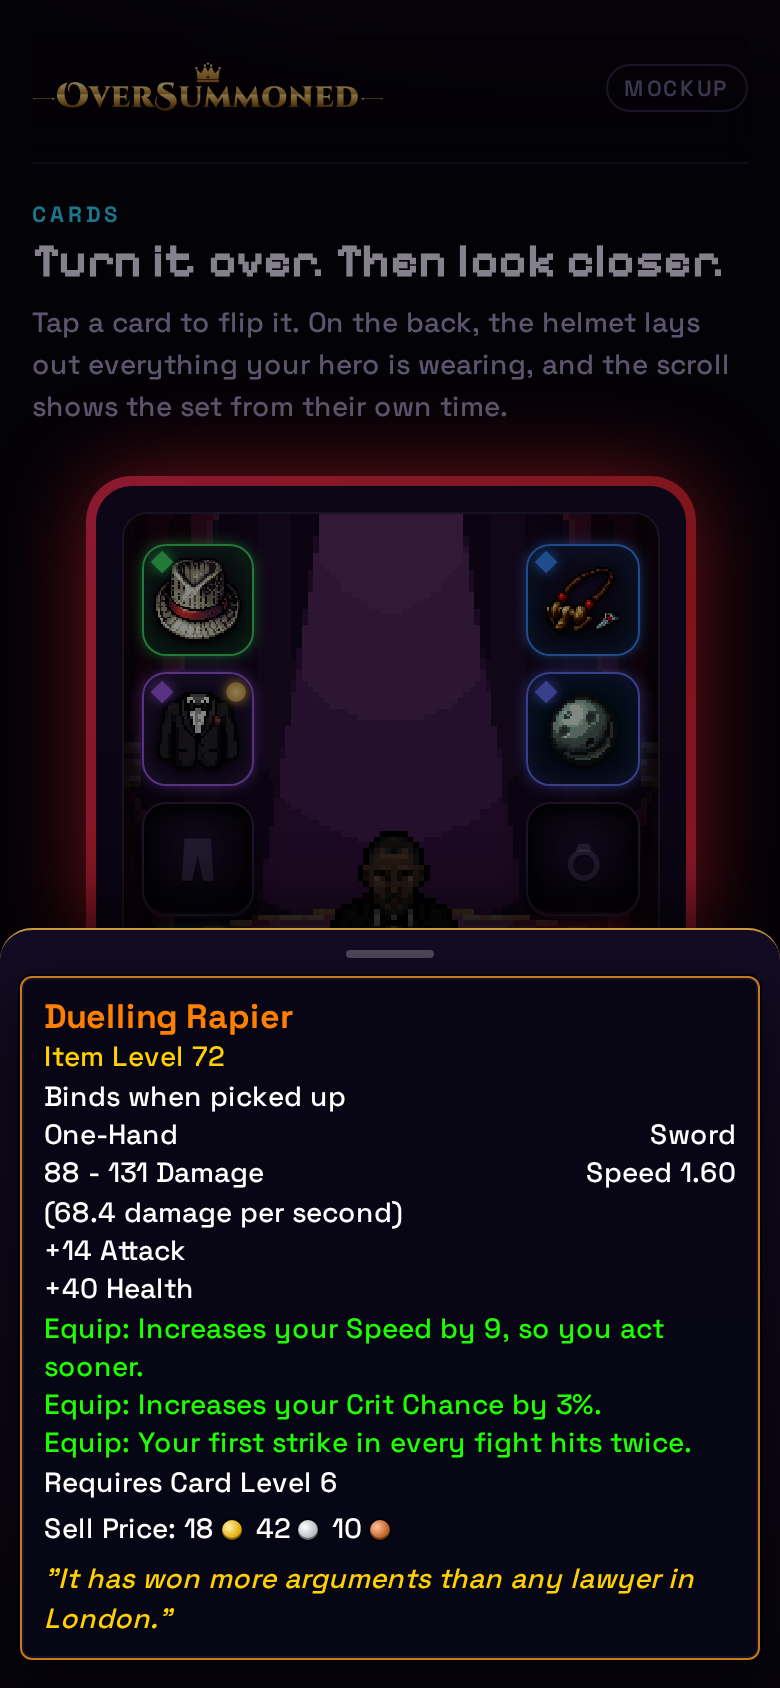 OVERSUMMONED
MOCKUP
CARDS
Turn it over. Then look closer.
Tap a card to flip it. On the back, the helmet lays
out everything your hero is wearing, and the scroll
shows the set from their own time.
Duelling Rapier
Item Level 72
Binds when picked up
One-Hand Sword
88 - 131 Damage Speed 1.60
(68.4 damage per second)
+14 Attack
+40 Health
Equip: Increases your Speed by 9, so you act
sooner.
Equip: Increases your Crit Chance by 3%.
Equip: Your first strike in every fight hits twice.
Requires Card Level 6
Sell Price: 18 42 10
"It has won more arguments than any lawyer in
London."